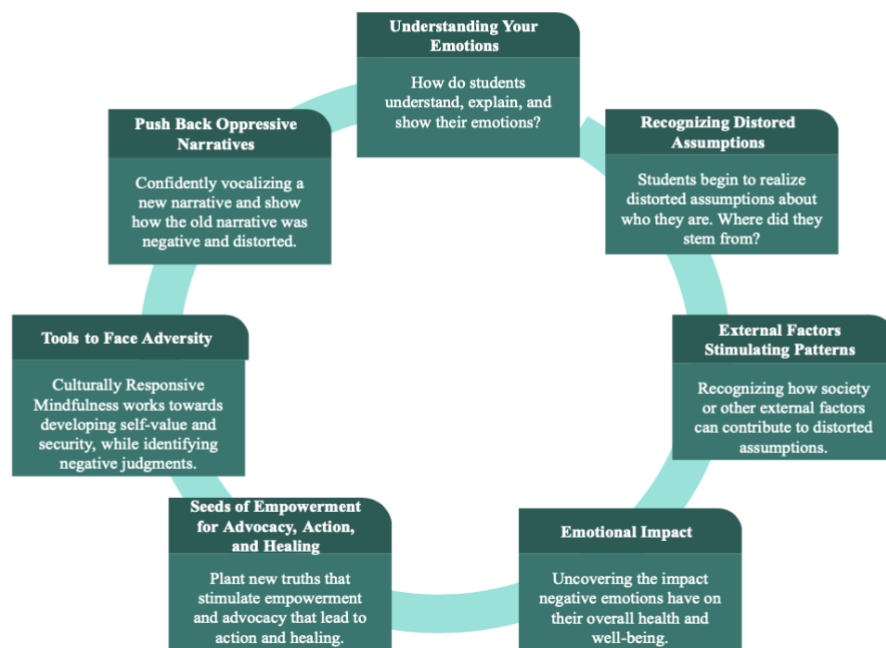 Understanding Your
Emotions
How do students
understand, explain, and
show their emotions?
Recognizing Distored
Assumptions
Students begin to realize
distorted assumptions about
who they are. Where did they
stem from?
External Factors
Stimulating Patterns
Recognizing how society
or other external factors
can contribute to distorted
assumptions.
Emotional Impact
Uncovering the impact
negative emotions have on
their overall health and
well-being.
Seeds of Empowerment
for Advocacy, Action,
and Healing
Plant new truths that
stimulate empowerment
and advocacy that lead to
action and healing.
Tools to Face Adversity
Culturally Responsive
Mindfulness works towards
developing self-value and
security, while identifying
negative judgments.
Push Back Oppressive
Narratives
Confidently vocalizing a
new narrative and show
how the old narrative was
negative and distorted.